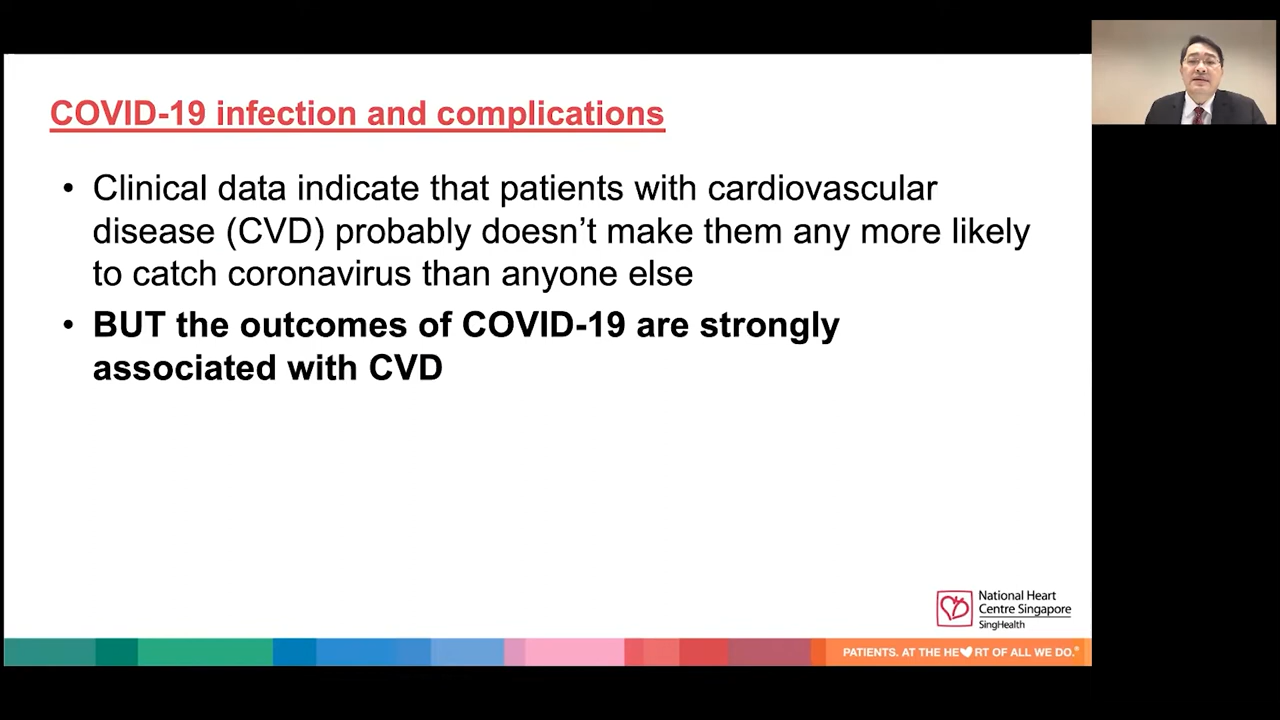 COVID-19 infection and complications
• Clinical data indicate that patients with cardiovascular
disease (CVD) probably doesn’t make them any more likely
to catch coronavirus than anyone else
• BUT the outcomes of COVID-19 are strongly
associated with CVD
National Heart
Centre Singapore
SingHealth
PATIENTS. AT THE HE♥RT OF ALL WE DO.®